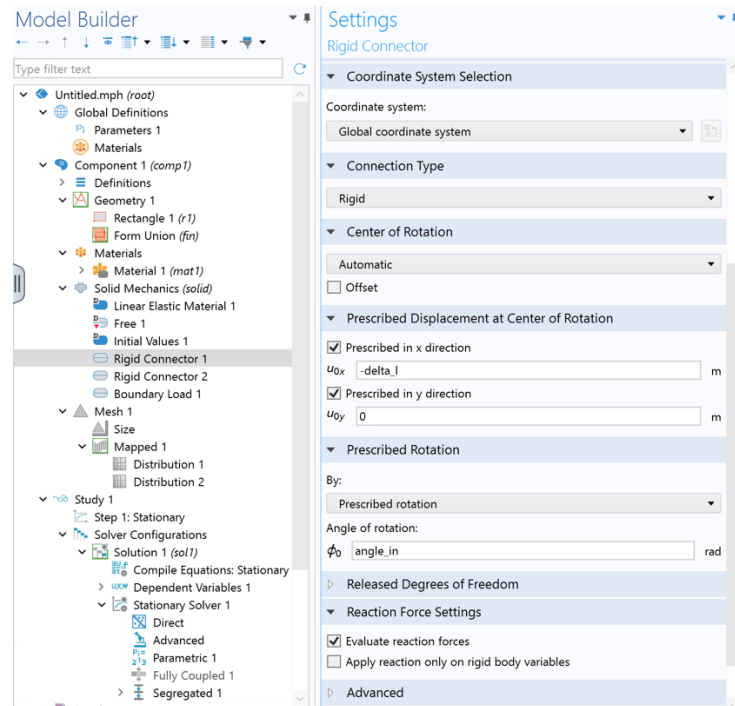 Model Builder
Type filter text
Untitled.mph (root)
Global Definitions
Pi Parameters 1
Materials
Component 1 (comp1)
Definitions
Geometry 1
Rectangle 1 (r1)
Form Union (fin)
Materials
Material 1 (mat1)
Solid Mechanics (solid)
D Linear Elastic Material 1
D Free 1
D Initial Values 1
Rigid Connector 1
Rigid Connector 2
Boundary Load 1
Mesh 1
Size
Mapped 1
Distribution 1
Distribution 2
Study 1
Step 1: Stationary
Solver Configurations
Solution 1 (sol1)
Compile Equations: Stationary
Dependent Variables 1
Stationary Solver 1
Direct
Advanced
Parametric 1
Fully Coupled 1
Segregated 1
Settings
Rigid Connector
Coordinate System Selection
Coordinate system:
Global coordinate system
Connection Type
Rigid
Center of Rotation
Automatic
Offset
Prescribed Displacement at Center of Rotation
Prescribed in x direction
u0x -delta_l m
Prescribed in y direction
u0y 0 m
Prescribed Rotation
By:
Prescribed rotation
Angle of rotation:
ϕ0 angle_in rad
Released Degrees of Freedom
Reaction Force Settings
Evaluate reaction forces
Apply reaction only on rigid body variables
Advanced